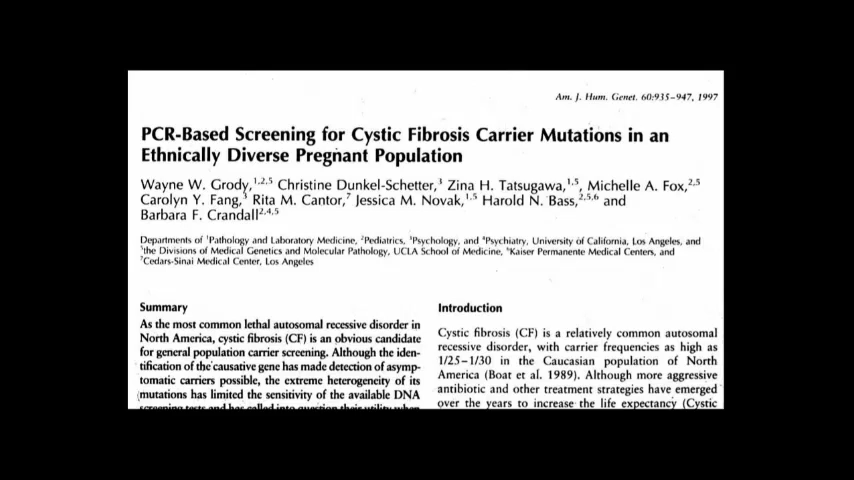 Am. J. Hum. Genet. 60:935–947, 1997
PCR-Based Screening for Cystic Fibrosis Carrier Mutations in an
Ethnically Diverse Pregnant Population
Wayne W. Grody,1,2,5 Christine Dunkel-Schetter,3 Zina H. Tatsugawa,1,5, Michelle A. Fox,2,5
Carolyn Y. Fang,3 Rita M. Cantor,7 Jessica M. Novak,1,5 Harold N. Bass,2,5,6 and
Barbara F. Crandall2,4,5
Departments of 1Pathology and Laboratory Medicine, 2Pediatrics, 3Psychology, and 4Psychiatry, University of California, Los Angeles, and
5the Divisions of Medical Genetics and Molecular Pathology, UCLA School of Medicine, 6Kaiser Permanente Medical Centers, and
7Cedars-Sinai Medical Center, Los Angeles
Summary
As the most common lethal autosomal recessive disorder in
North America, cystic fibrosis (CF) is an obvious candidate
for general population carrier screening. Although the iden-
tification of the causative gene has made detection of asymp-
tomatic carriers possible, the extreme heterogeneity of its
mutations has limited the sensitivity of the available DNA
screening tests and has called into question their utility when
Introduction
Cystic fibrosis (CF) is a relatively common autosomal
recessive disorder, with carrier frequencies as high as
1/25–1/30 in the Caucasian population of North
America (Boat et al. 1989). Although more aggressive
antibiotic and other treatment strategies have emerged
over the years to increase the life expectancy (Cystic